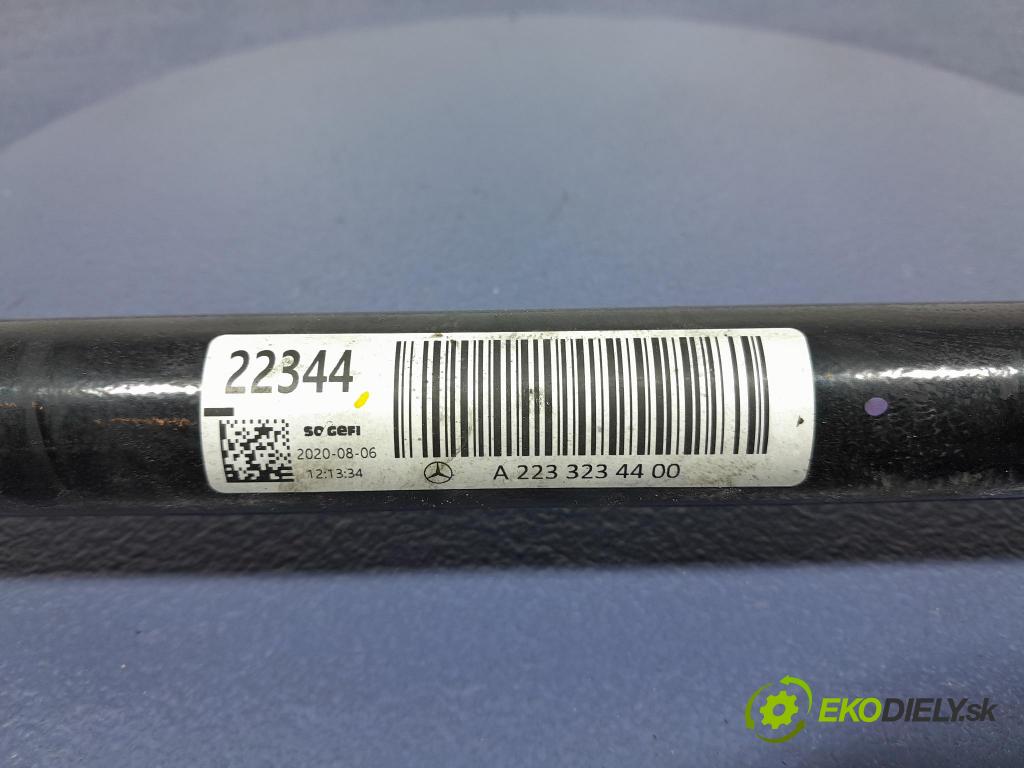 22344
SOGEFI
2020-08-06
12:13:34
A 223 323 44 00
EKODIELY.sk